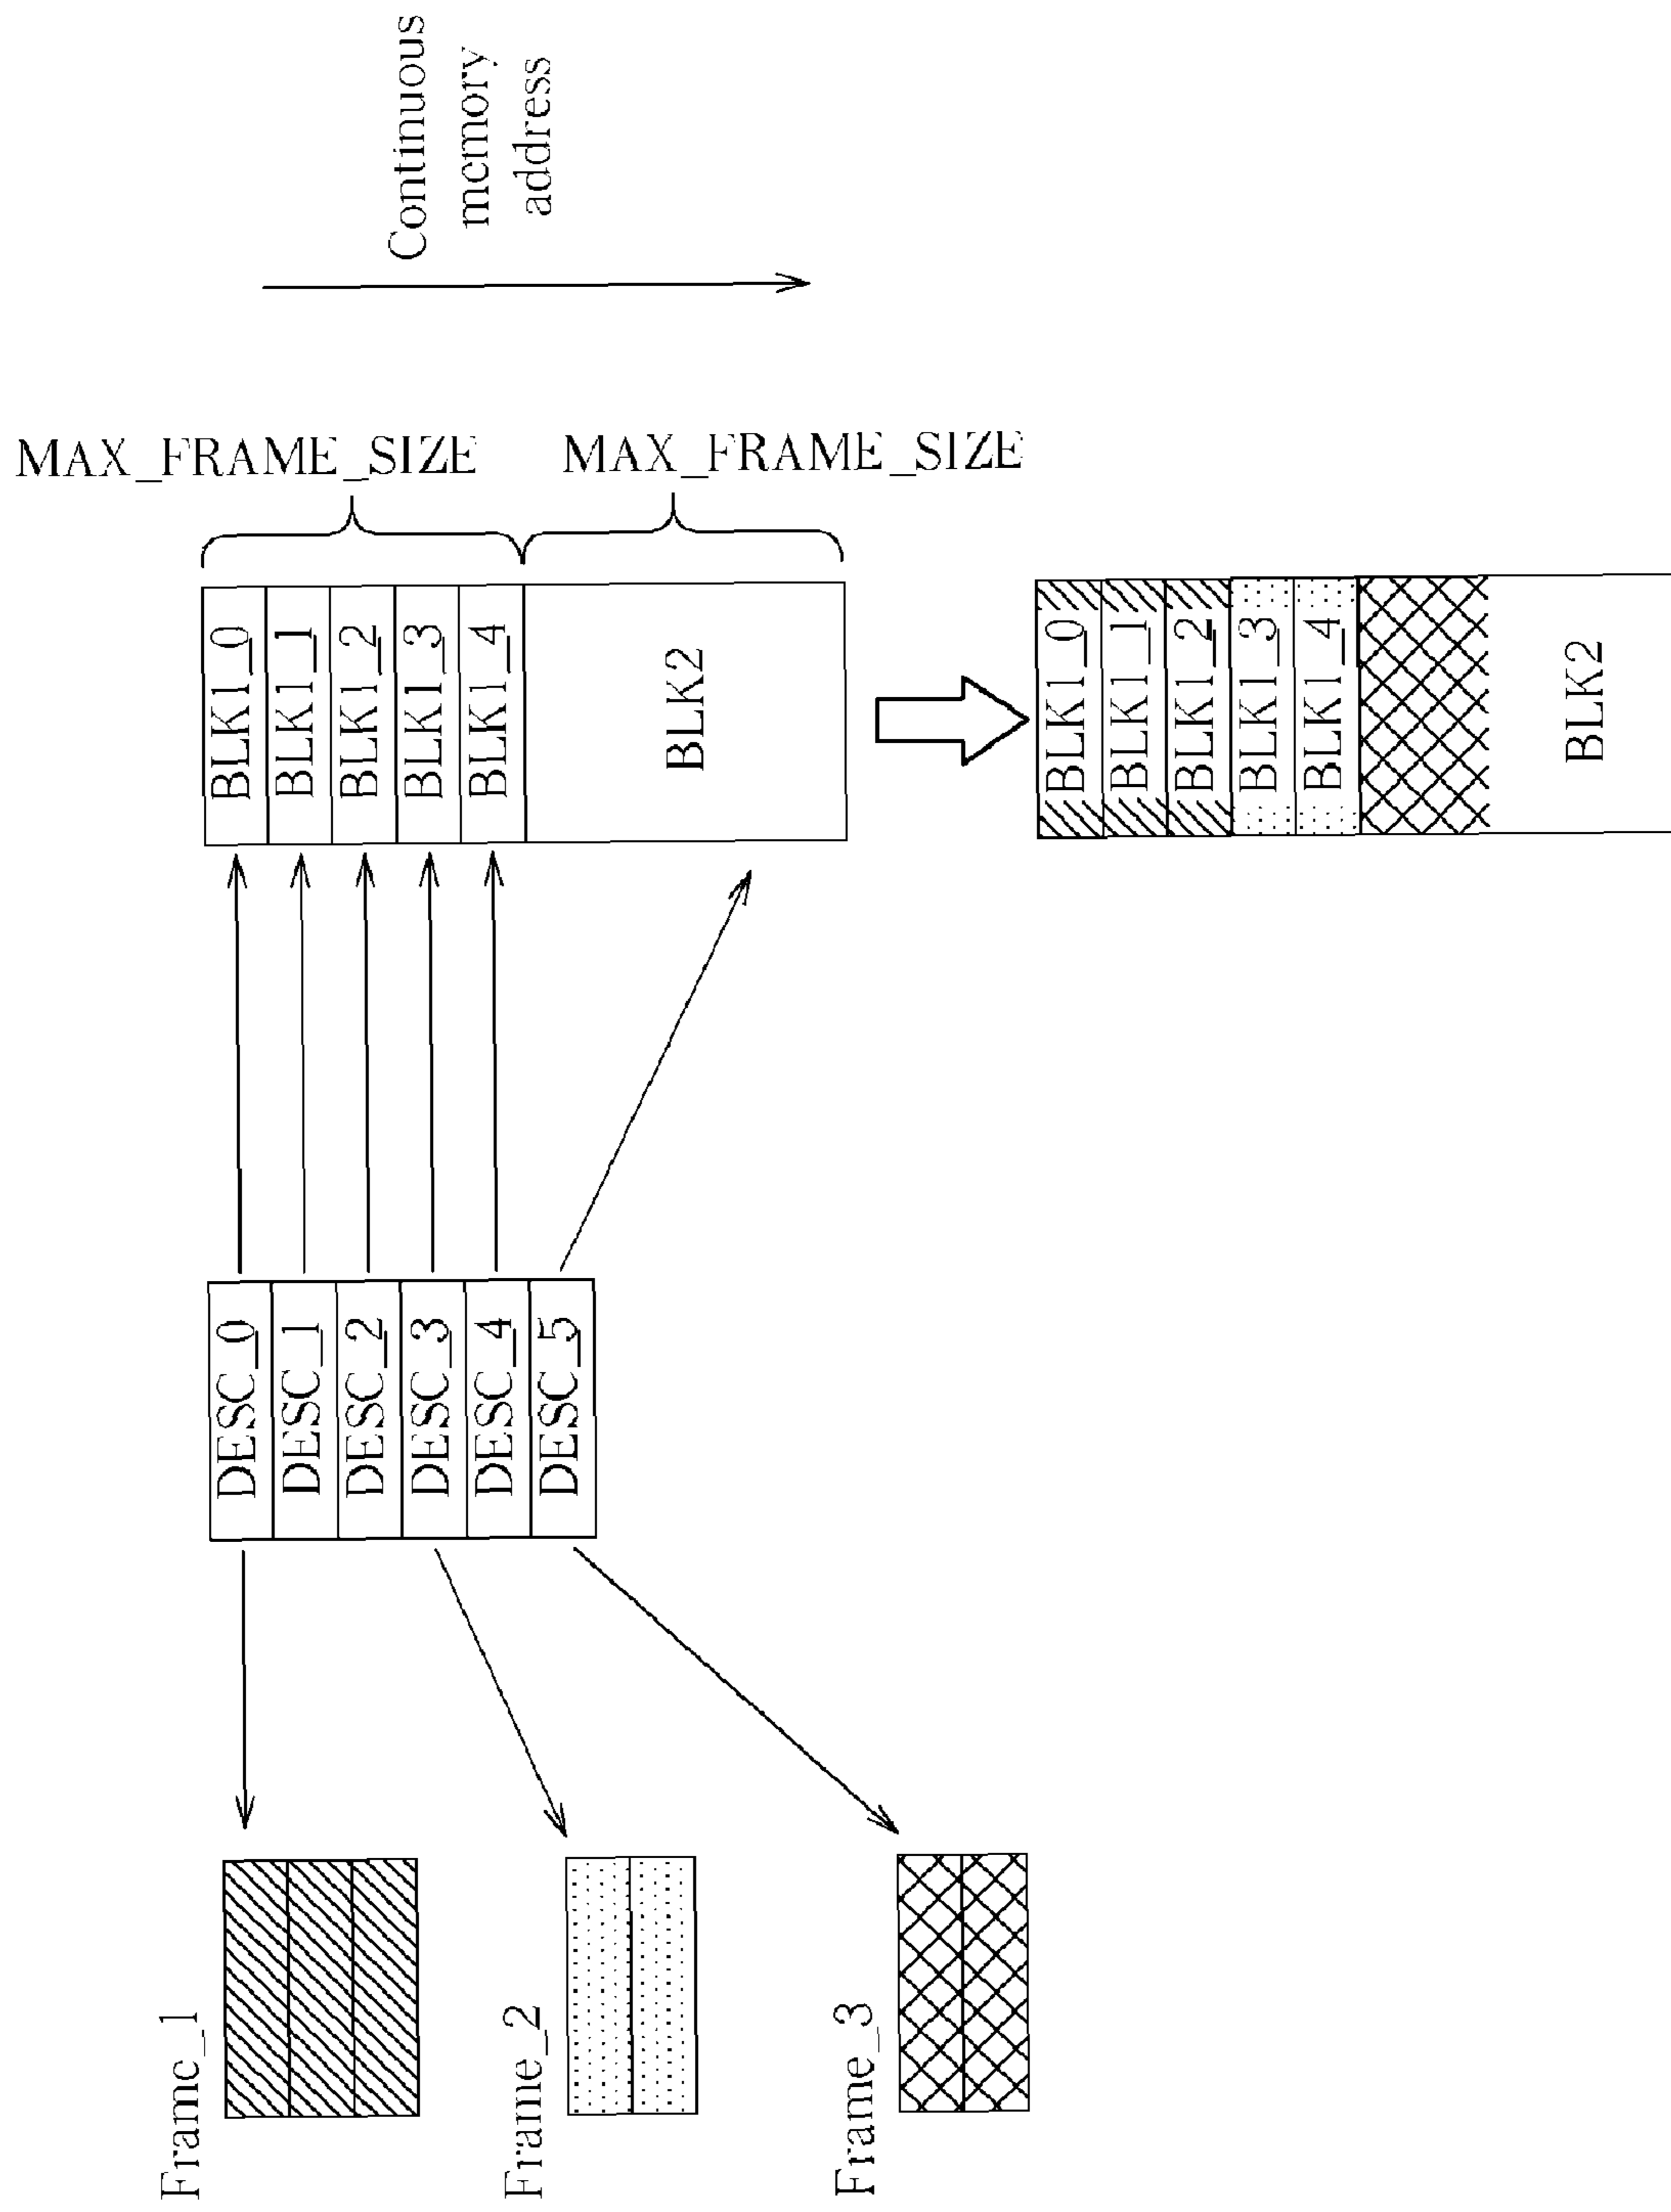 Continuous
memory
address
MAX_FRAME_SIZE
MAX_FRAME_SIZE
BLK1_0
BLK1_1
BLK1_2
BLK1_3
BLK1_4
BLK2
BLK1_0
BLK1_1
BLK1_2
BLK1_3
BLK1_4
BLK2
DESC_0
DESC_1
DESC_2
DESC_3
DESC_4
DESC_5
Frame_1
Frame_2
Frame_3